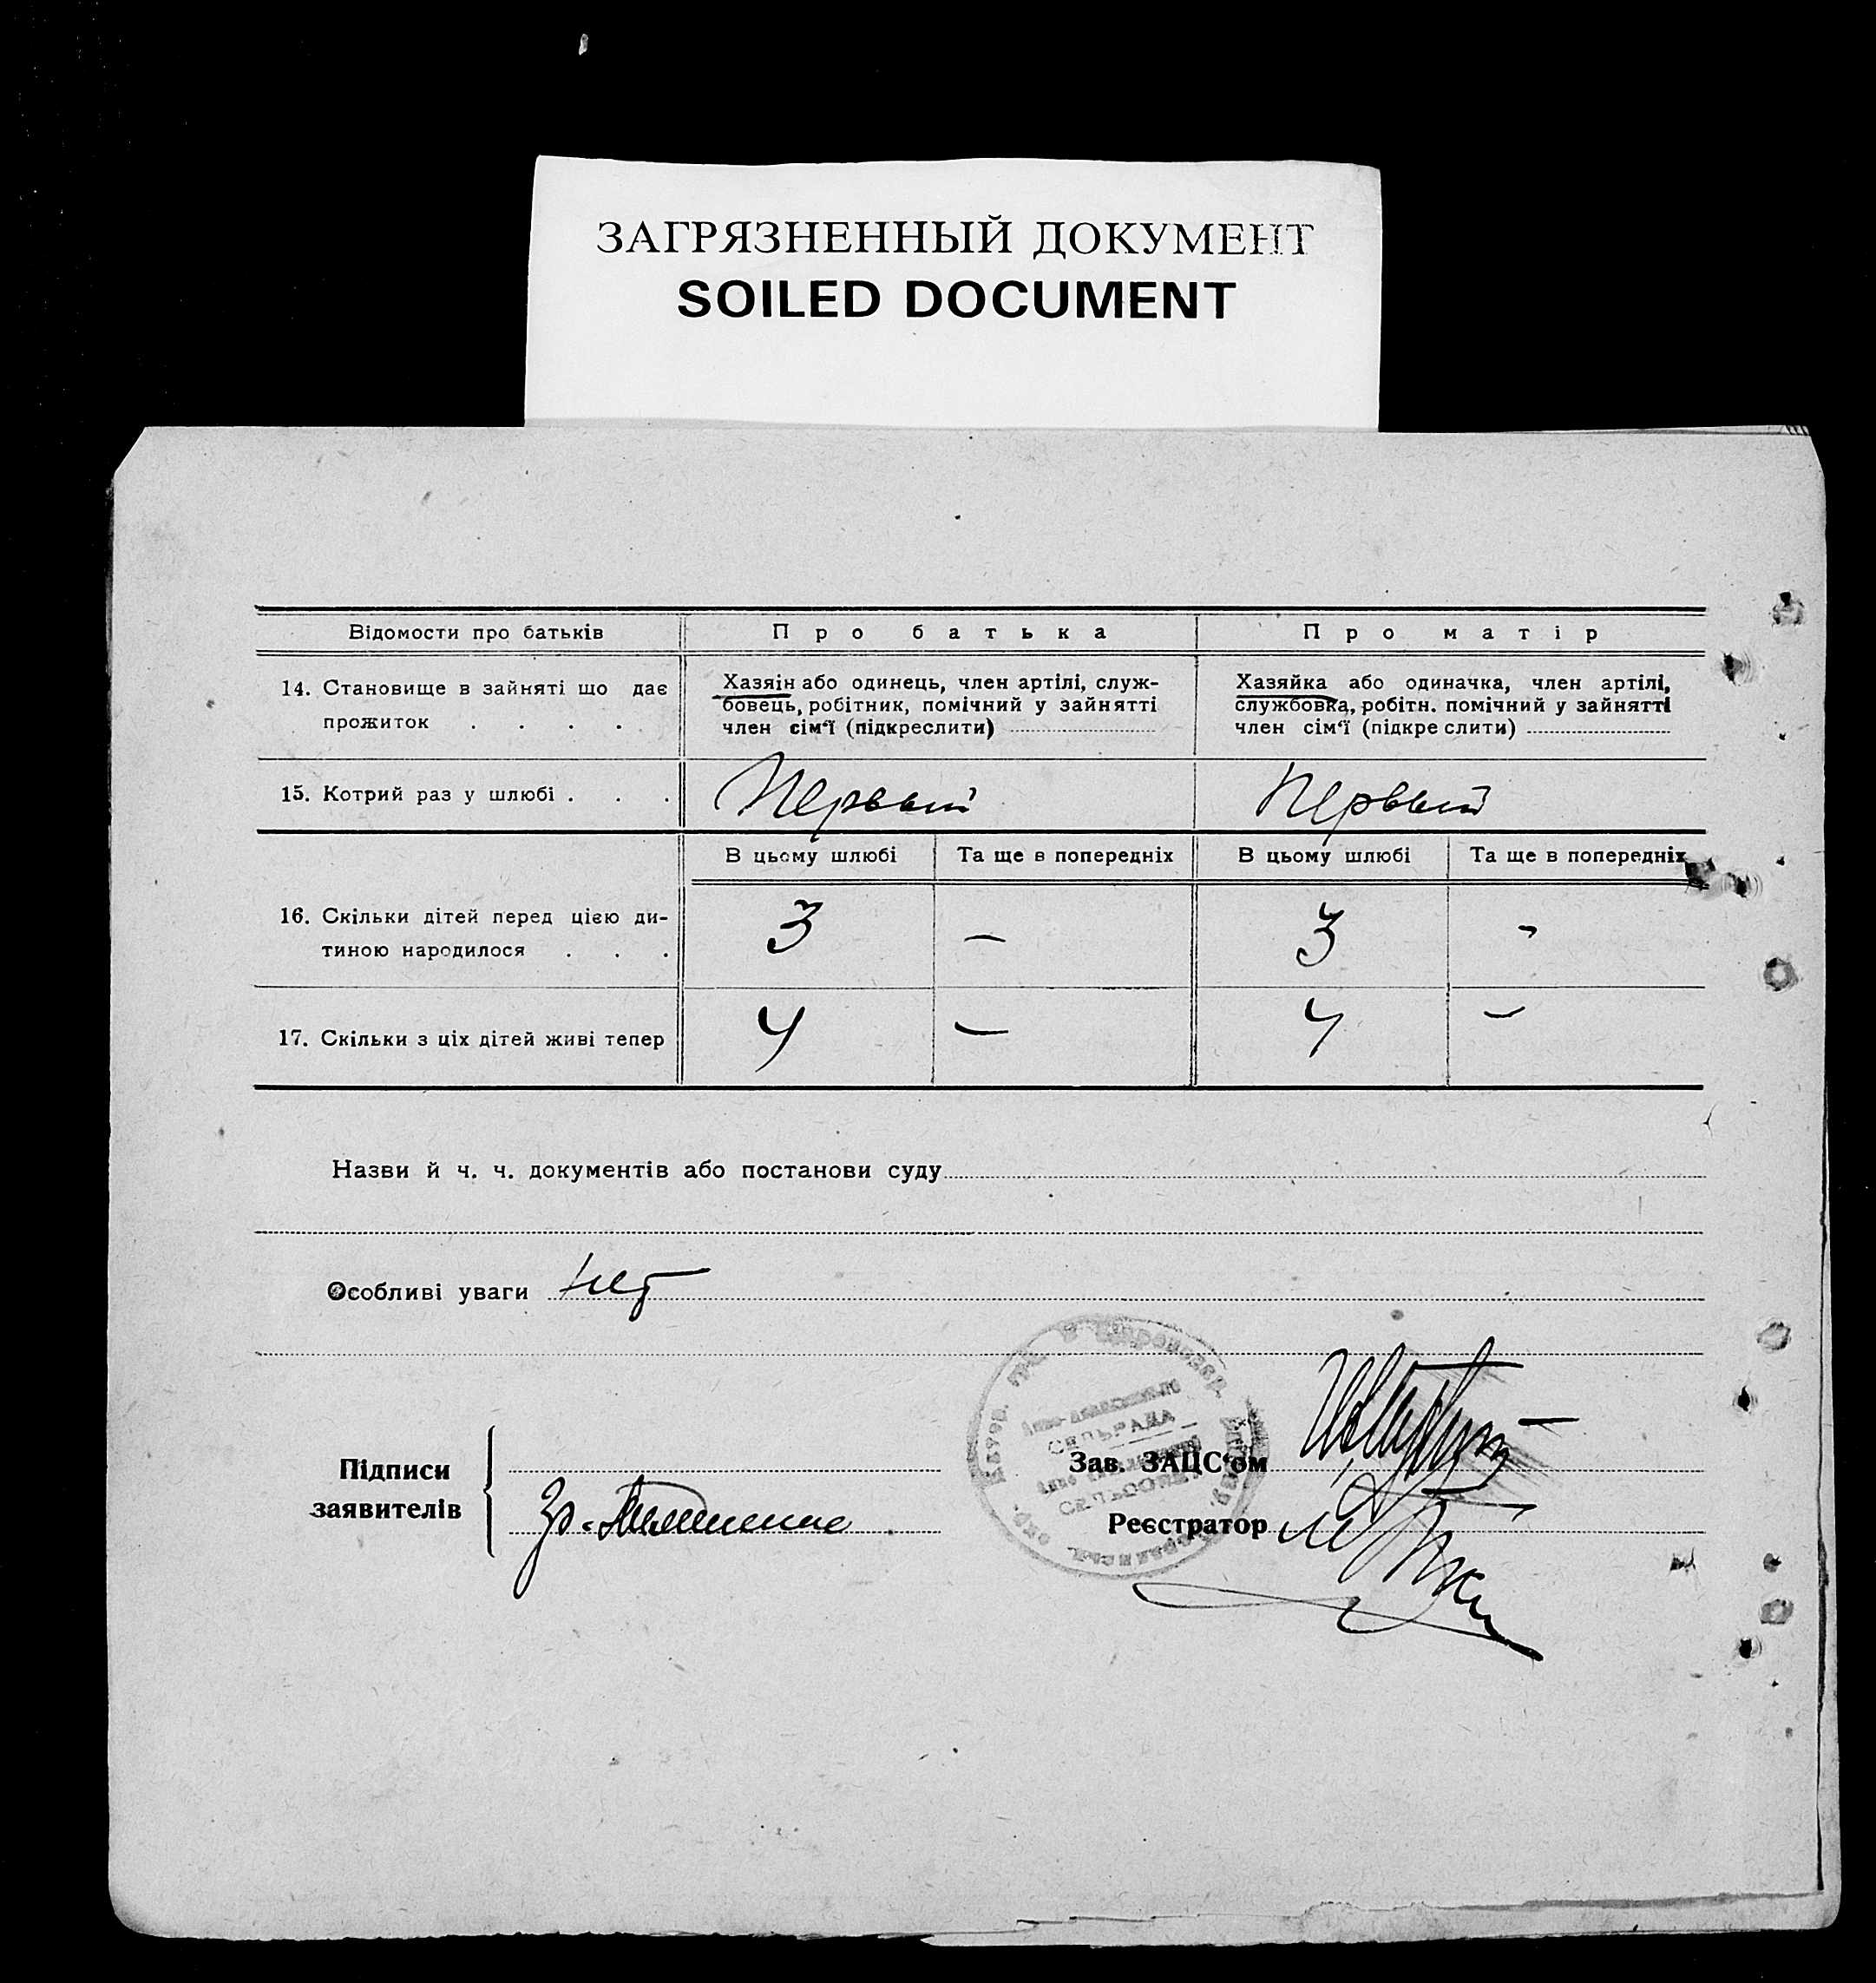 ЗАГРЯЗНЕННЫЙ ДОКУМЕНТ
SOILED DOCUMENT
Відомости про батьків
Про батька
Про матір
14. Становище в зайняті що дає
прожиток . . . .
Хазяін або одинець, член артілі, служ-
бовець, робітник, помічний у зайнятті
член сім'ї (підкреслити)
Хазяйка або одиначка, член артілі,
службовка, робітн. помічний у зайнятті
член сім'ї (підкреслити)
15. Котрий раз у шлюбі . . .
Первый
Первый
В цьому шлюбі
Та ще в попередніх
В цьому шлюбі
Та ще в попередніх
16. Скільки дітей перед цією ди-
тиною народилося . . .
3
–
3
-
17. Скільки з ціх дітей живі тепер
4
–
4
–
Назви й ч. ч. документів або постанови суду
Особливі уваги нет
Підписи
заявителів
СЕЛЬРАДА
Зав. ЗАЦС'ом
Реєстратор